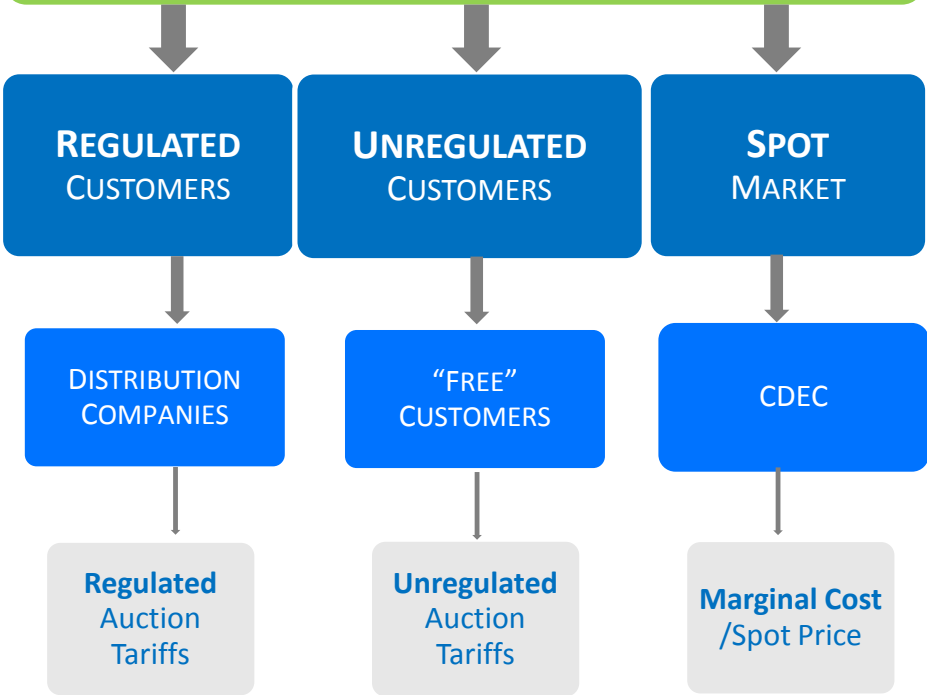 REGULATED
CUSTOMERS
UNREGULATED
CUSTOMERS
SPOT
MARKET
DISTRIBUTION
COMPANIES
“FREE”
CUSTOMERS
CDEC
Regulated
Auction
Tariffs
Unregulated
Auction
Tariffs
Marginal Cost
/Spot Price